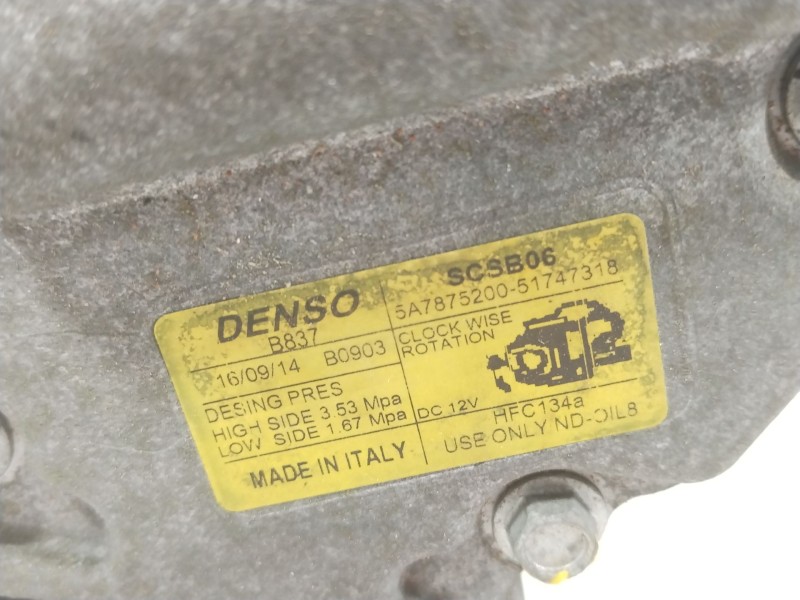 DENSO
B837
16/09/14 B0903
DESING PRES
HIGH SIDE 3.53 Mpa
LOW SIDE 1.67 Mpa
MADE IN ITALY
SCSB06
5A7875200-51747318
CLOCK WISE
ROTATION
DC 12V
HFC134a
USE ONLY ND-OIL8